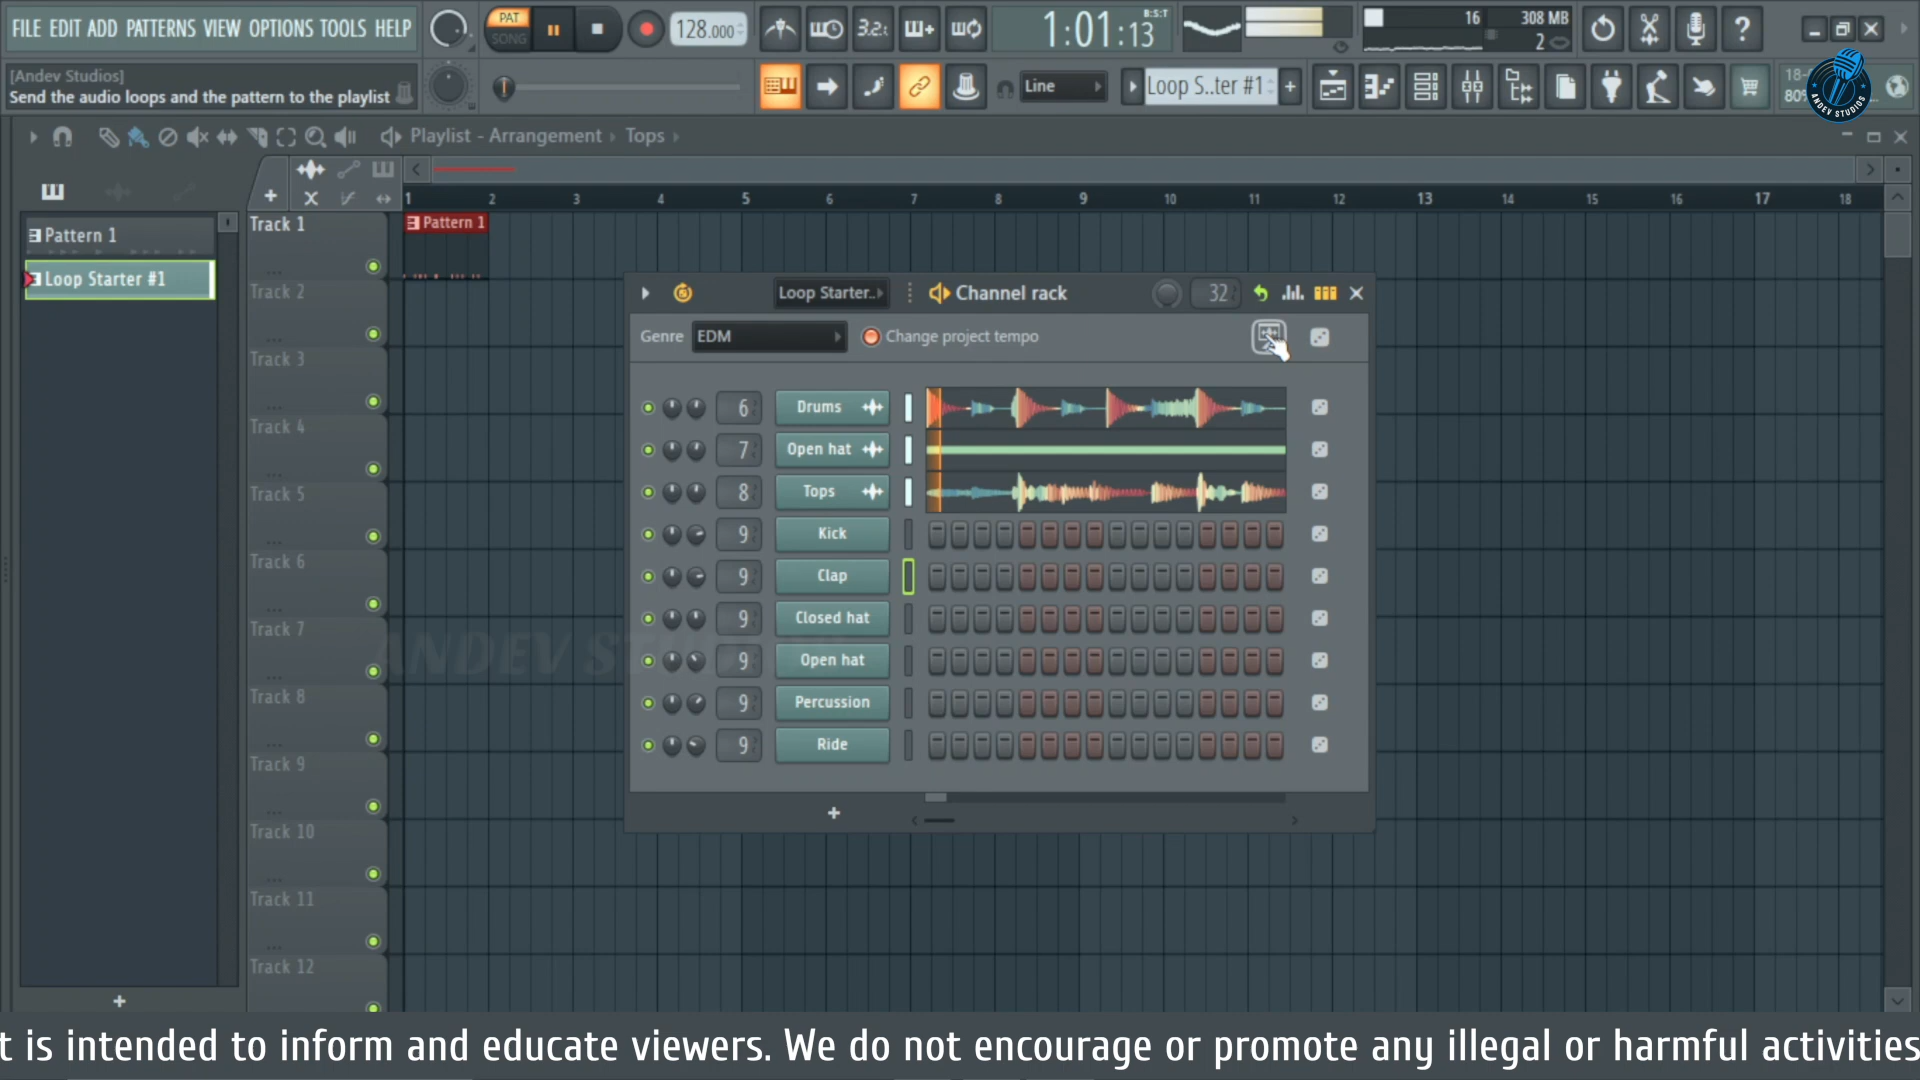 FILE EDIT ADD PATTERNS VIEW OPTIONS TOOLS HELP
PAT
SONG
128.000
3.2.
1:01:13
B:S:T
16
308 MB
2
[Andev Studios]
Send the audio loops and the pattern to the playlist
Line
Loop S..ter #1
ANDEV STUDIOS
Playlist - Arrangement
Tops
1 2 3 4 5 6 7 8 9 10 11 12 13 14 15 16 17 18
Pattern 1
Loop Starter #1
Track 1
Pattern 1
Track 2
Track 3
Track 4
Track 5
Track 6
Track 7
Track 8
Track 9
Track 10
Track 11
Track 12
Loop Starter..
Channel rack
32
Genre EDM
Change project tempo
6 Drums
7 Open hat
8 Tops
9 Kick
9 Clap
9 Closed hat
9 Open hat
9 Percussion
9 Ride
t is intended to inform and educate viewers. We do not encourage or promote any illegal or harmful activities